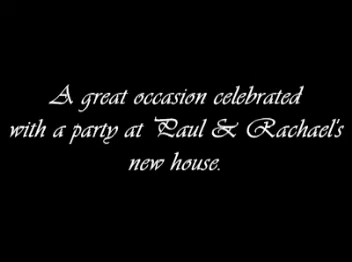 A great occasion celebrated
with a party at Paul & Rachael's
new house.